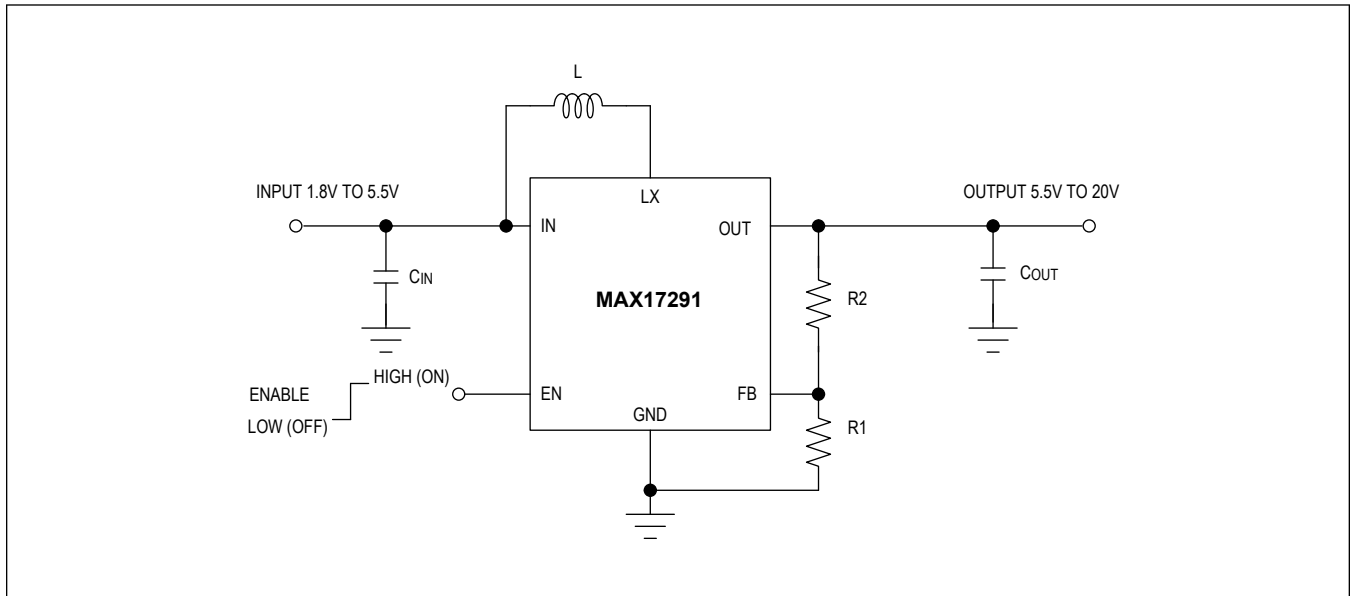 L
INPUT 1.8V TO 5.5V
LX
OUTPUT 5.5V TO 20V
IN
OUT
CIN
MAX17291
R2
COUT
ENABLE
HIGH (ON)
LOW (OFF)
EN
FB
GND
R1